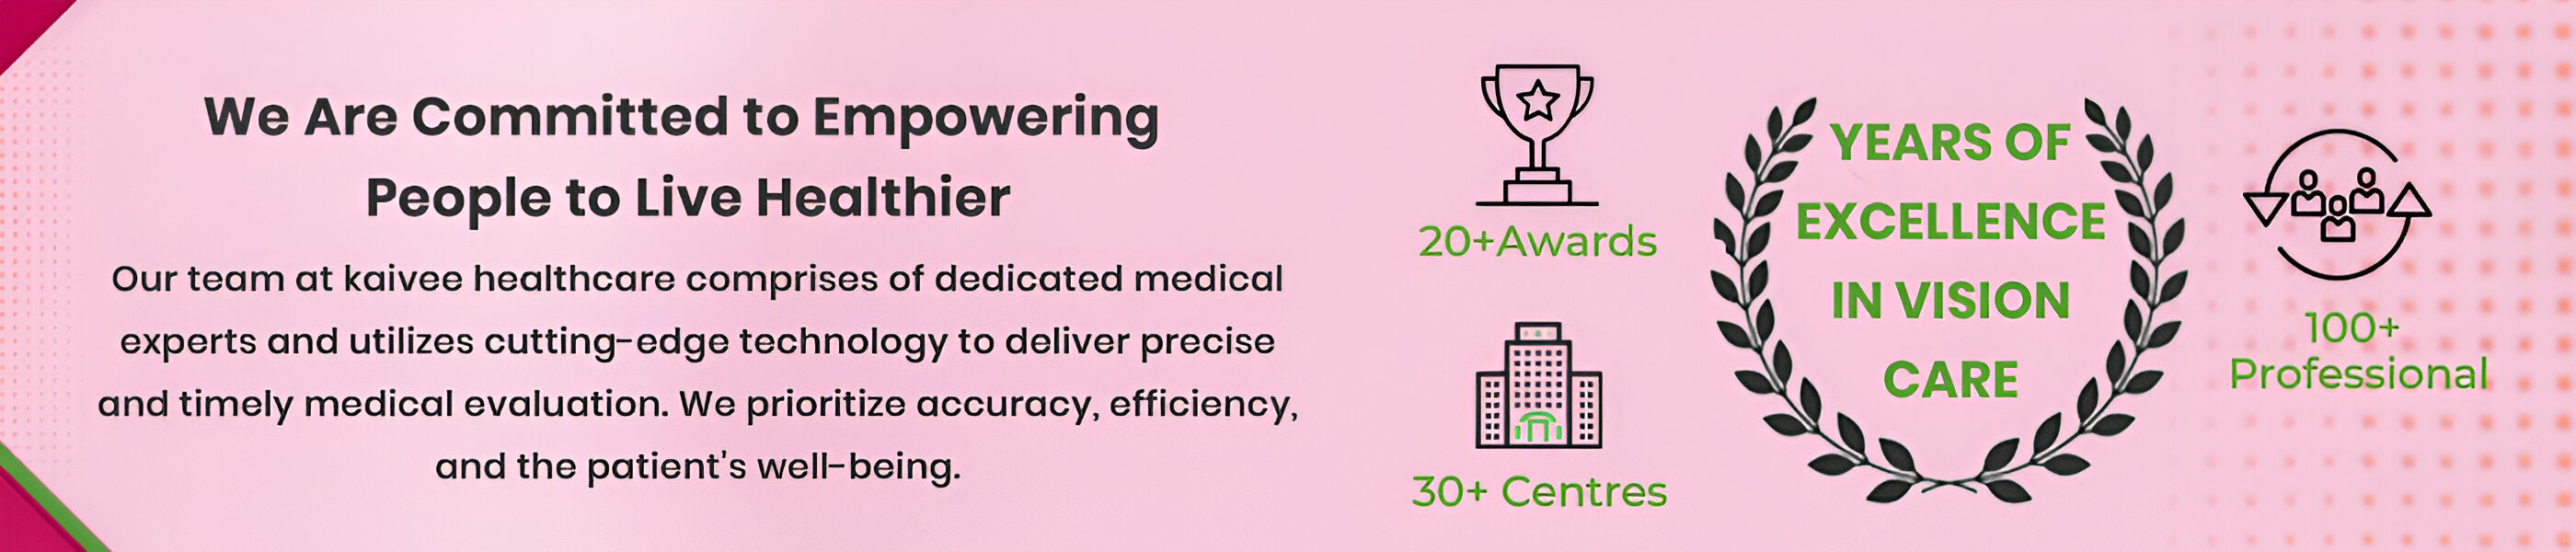 We Are Committed to Empowering
People to Live Healthier
Our team at kaivee healthcare comprises of dedicated medical
experts and utilizes cutting-edge technology to deliver precise
and timely medical evaluation. We prioritize accuracy, efficiency,
and the patient's well-being.
20+Awards
30+ Centres
YEARS OF
EXCELLENCE
IN VISION
CARE
100+
Professional